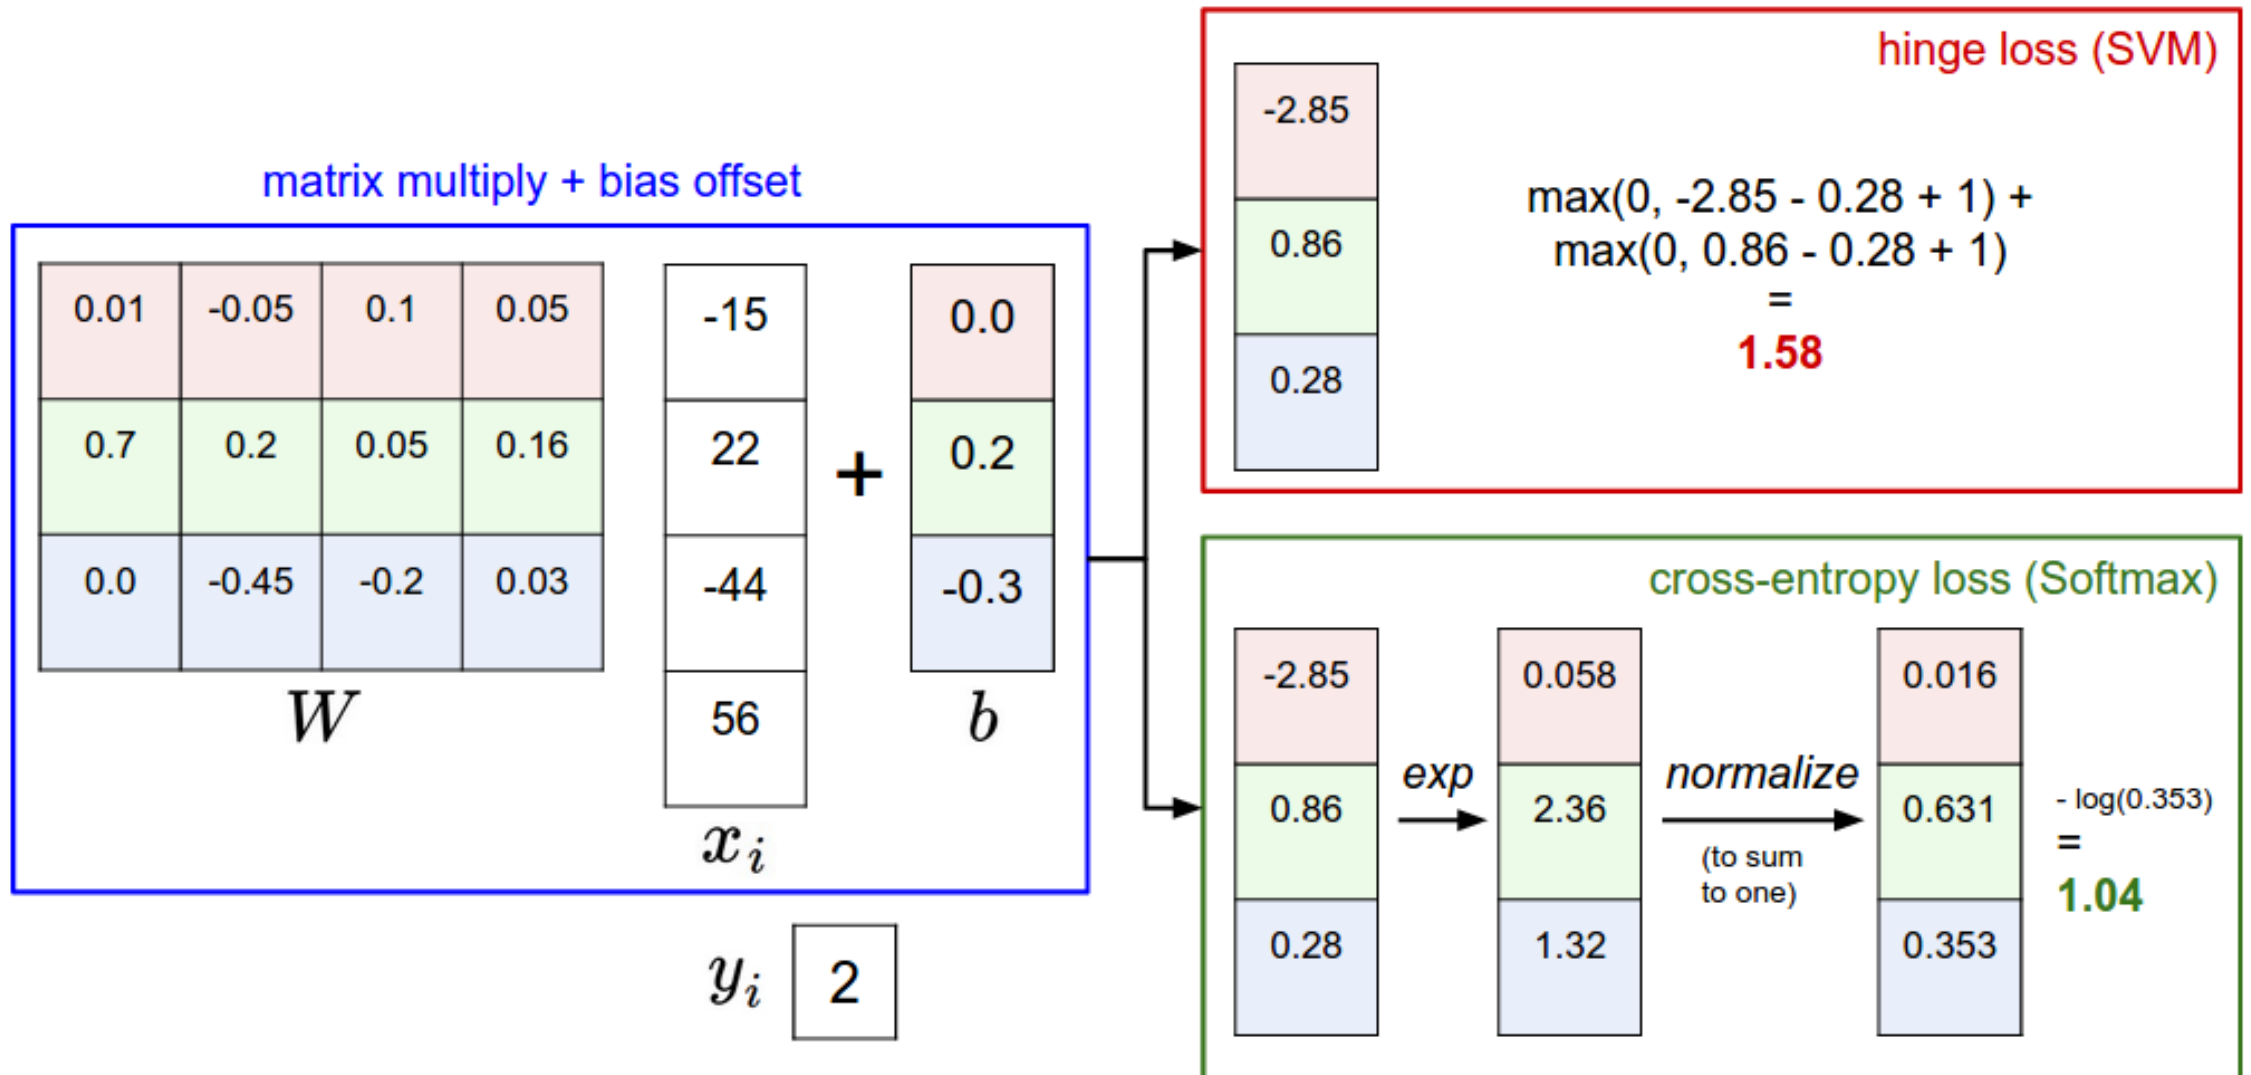 matrix multiply + bias offset
0.01 -0.05 0.1 0.05
0.7 0.2 0.05 0.16
0.0 -0.45 -0.2 0.03
W
-15
22
-44
56
x_i
+
0.0
0.2
-0.3
b
y_i 2
hinge loss (SVM)
-2.85
0.86
0.28
max(0, -2.85 - 0.28 + 1) +
max(0, 0.86 - 0.28 + 1)
=
1.58
cross-entropy loss (Softmax)
-2.85
0.86
0.28
exp
0.058
2.36
1.32
normalize
(to sum
to one)
0.016
0.631
0.353
- log(0.353)
=
1.04